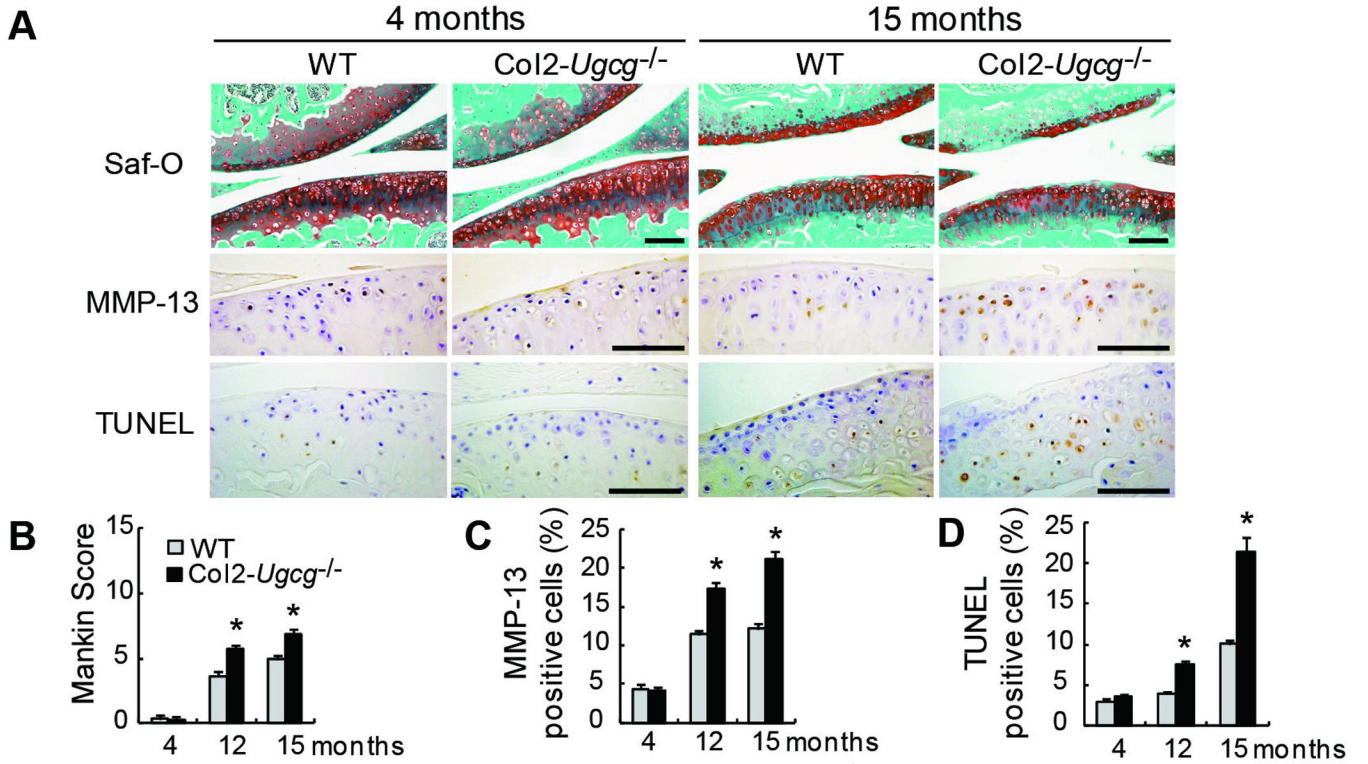 A
4 months
15 months
WT
Col2-Ugcg-/-
WT
Col2-Ugcg-/-
Saf-O
MMP-13
TUNEL
B
Mankin Score
15
10
5
0
WT
Col2-Ugcg-/-
*
*
4
12
15 months
C
MMP-13
positive cells (%)
25
20
15
10
5
0
*
*
4
12
15 months
D
TUNEL
positive cells (%)
25
20
15
10
5
0
*
*
4
12
15 months